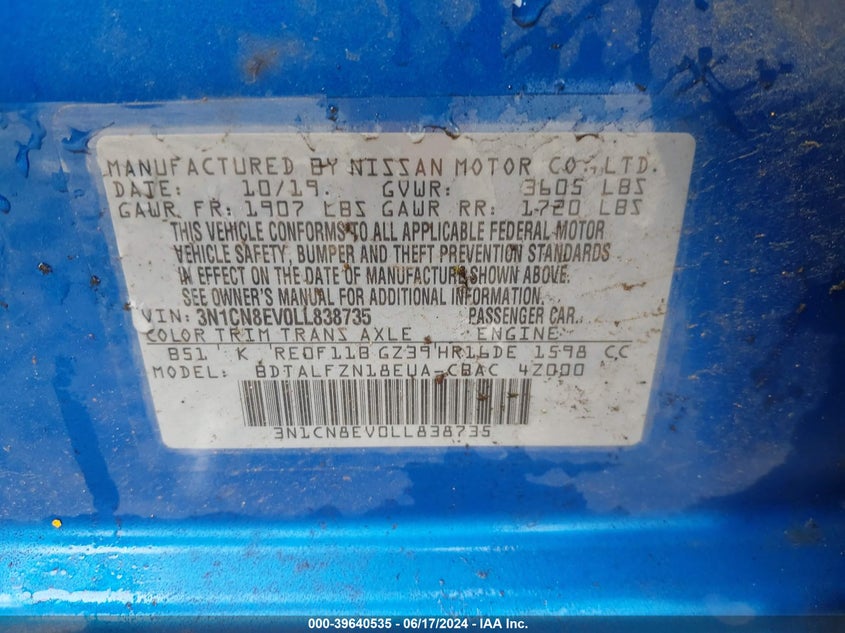 MANUFACTURED BY NISSAN MOTOR CO.,LTD.
DATE: 10/19 GVWR: 3605 LBS
GAWR FR: 1907 LBS GAWR RR: 1720 LBS
THIS VEHICLE CONFORMS TO ALL APPLICABLE FEDERAL MOTOR
VEHICLE SAFETY, BUMPER AND THEFT PREVENTION STANDARDS
IN EFFECT ON THE DATE OF MANUFACTURE SHOWN ABOVE.
SEE OWNER'S MANUAL FOR ADDITIONAL INFORMATION.
VIN: 3N1CN8EV0LL838735 PASSENGER CAR
COLOR TRIM TRANS AXLE ENGINE
B51 K RE0F11B GZ39 HR16DE 1598 CC
MODEL: BDTALFZN18EUA-CBAC 4Z000
3N1CN8EV0LL838735
000-39640535 - 06/17/2024 - IAAI.COM